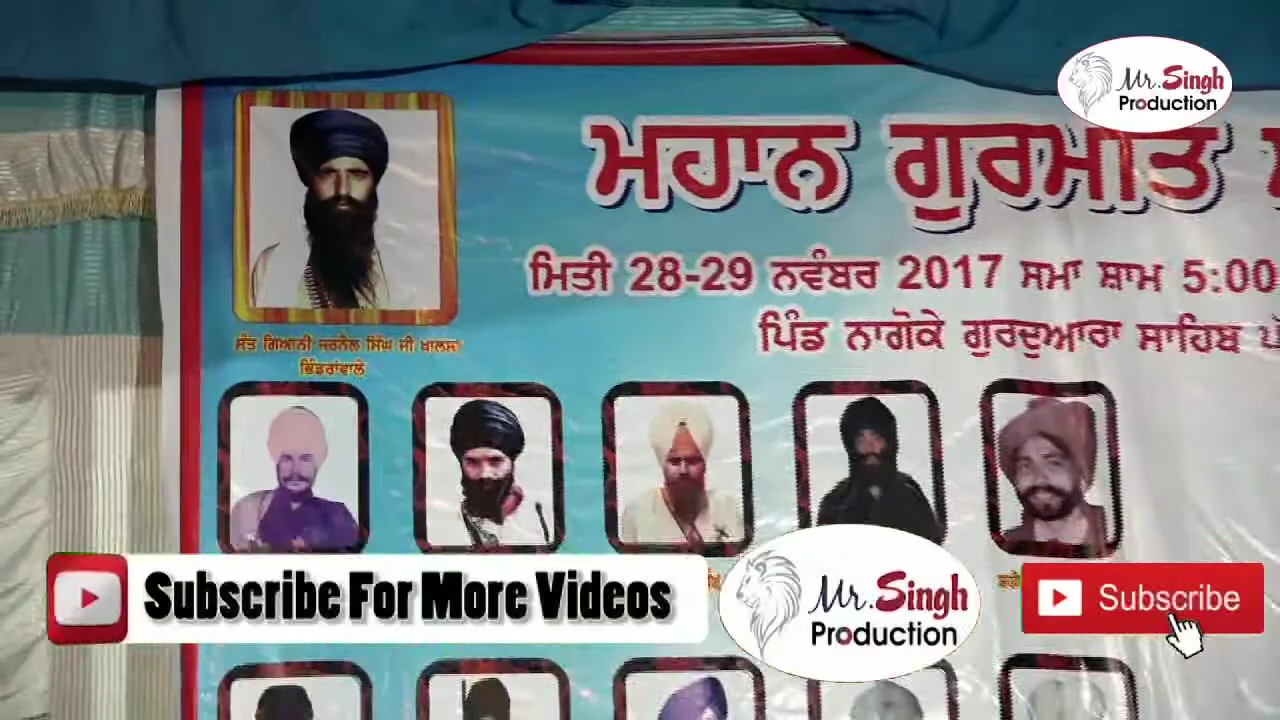 Mr. Singh
Production
ਮਹਾਨ ਗੁਰਮਤਿ
ਮਿਤੀ 28-29 ਨਵੰਬਰ 2017 ਸਮਾ ਸ਼ਾਮ 5:00
ਪਿੰਡ ਨਾਗੋਕੇ ਗੁਰਦੁਆਰਾ ਸਾਹਿਬ
ਸੰਤ ਗਿਆਨੀ ਜਰਨੈਲ ਸਿੰਘ ਜੀ ਖਾਲਸਾ
ਭਿੰਡਰਾਂਵਾਲੇ
Subscribe For More Videos
Mr. Singh
Production
Subscribe